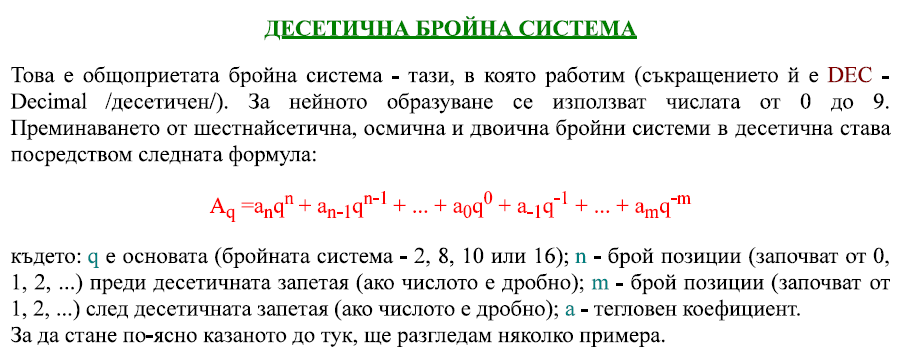 ДЕСЕТИЧНА БРОЙНА СИСТЕМА
Това е общоприетата бройна система - тази, в която работим (съкращението й е DEC -
Decimal /десетичен/). За нейното образуване се използват числата от 0 до 9.
Преминаването от шестнайсетична, осмична и двоична бройни системи в десетична става
посредством следната формула:
A_q =a_nq^n + a_{n-1}q^{n-1} + ... + a_0q^0 + a_{-1}q^{-1} + ... + a_mq^{-m}
където: q е основата (бройната система - 2, 8, 10 или 16); n - брой позиции (започват от 0,
1, 2, ...) преди десетичната запетая (ако числото е дробно); m - брой позиции (започват от
1, 2, ...) след десетичната запетая (ако числото е дробно); a - тегловен коефициент.
За да стане по-ясно казаното до тук, ще разгледам няколко примера.